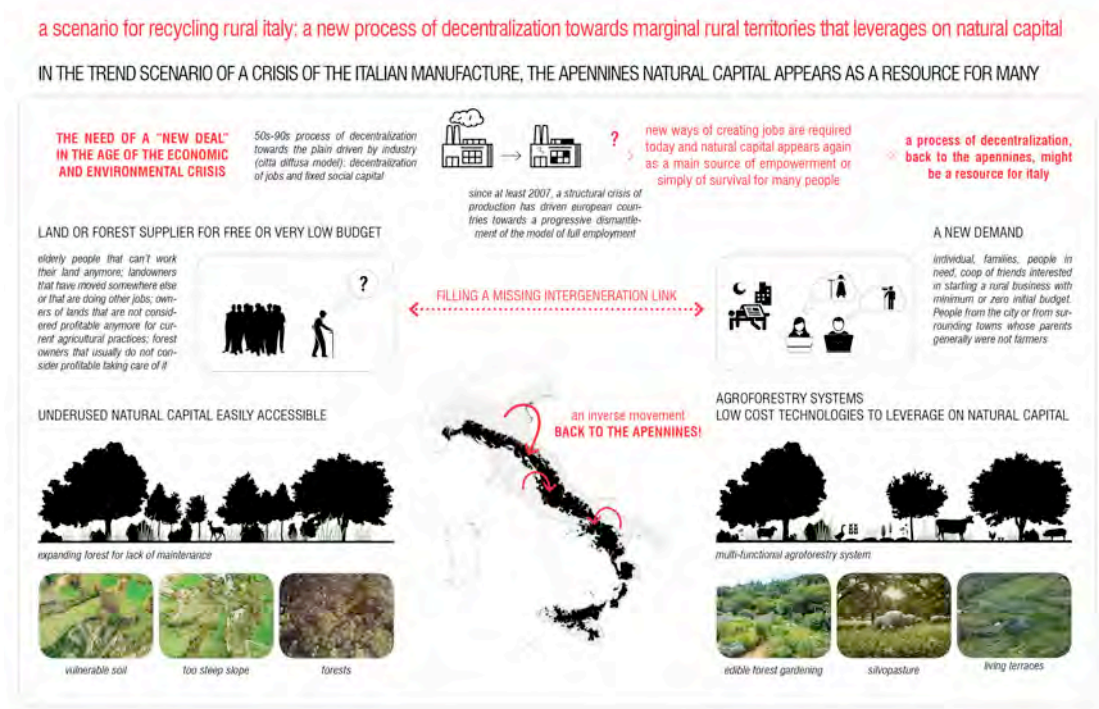 a scenario for recycling rural italy: a new process of decentralization towards marginal rural territories that leverages on natural capital
IN THE TREND SCENARIO OF A CRISIS OF THE ITALIAN MANUFACTURE, THE APENNINES NATURAL CAPITAL APPEARS AS A RESOURCE FOR MANY
THE NEED OF A "NEW DEAL"
IN THE AGE OF THE ECONOMIC
AND ENVIRONMENTAL CRISIS
50s-90s process of decentralization
towards the plain driven by industry
(citta diffusa model): decentralization
of jobs and fixed social capital
?
since at least 2007, a structural crisis of
production has driven european coun-
tries towards a progressive dismantle-
ment of the model of full employment
new ways of creating jobs are required
today and natural capital appears again
as a main source of empowerment or
simply of survival for many people
a process of decentralization,
back to the apennines, might
be a resource for italy
LAND OR FOREST SUPPLIER FOR FREE OR VERY LOW BUDGET
elderly people that can't work
their land anymore; landowners
that have moved somewhere else
or that are doing other jobs; own-
ers of lands that are not consid-
ered profitable anymore for cur-
rent agricultural practices; forest
owners that usually do not con-
sider profitable taking care of it
?
FILLING A MISSING INTERGENERATION LINK
A NEW DEMAND
individual, families, people in
need, coop of friends interested
in starting a rural business with
minimum or zero initial budget.
People from the city or from sur-
rounding towns whose parents
generally were not farmers
UNDERUSED NATURAL CAPITAL EASILY ACCESSIBLE
expanding forest for lack of maintenance
vulnerable soil
too steep slope
forests
an inverse movement
BACK TO THE APENNINES!
AGROFORESTRY SYSTEMS
LOW COST TECHNOLOGIES TO LEVERAGE ON NATURAL CAPITAL
multi-functional agroforestry system
edible forest gardening
silvopasture
living terraces